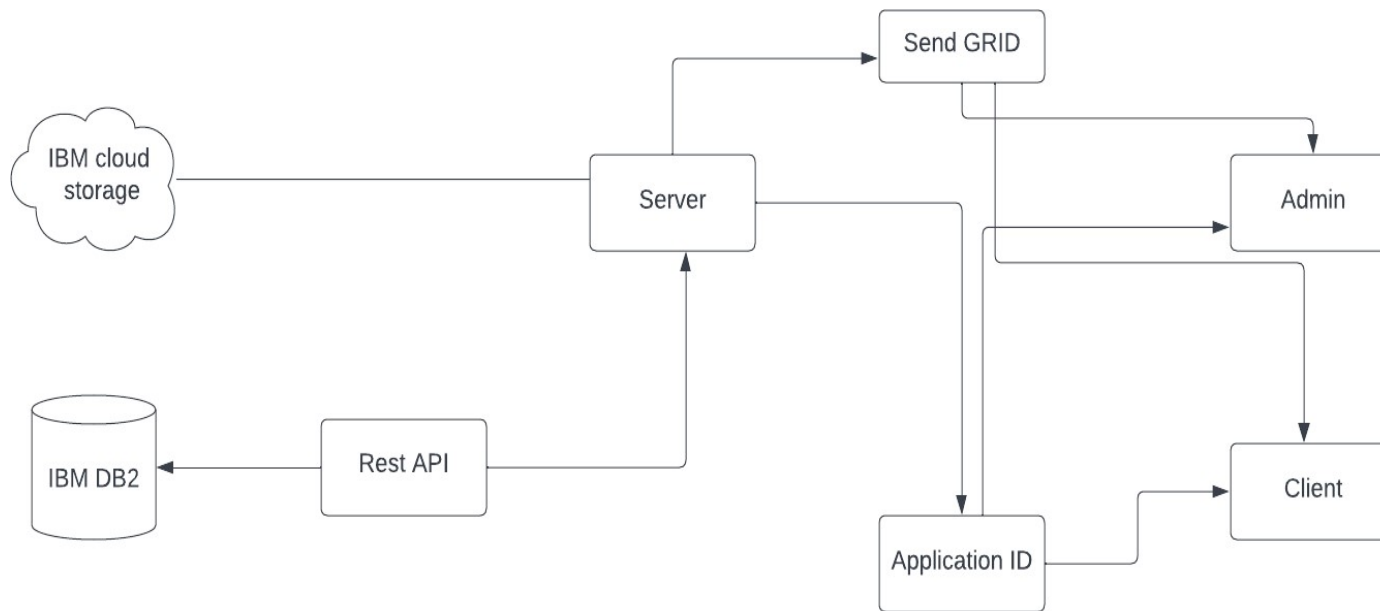 Send GRID
IBM cloud
storage
Server
Admin
IBM DB2
Rest API
Client
Application ID